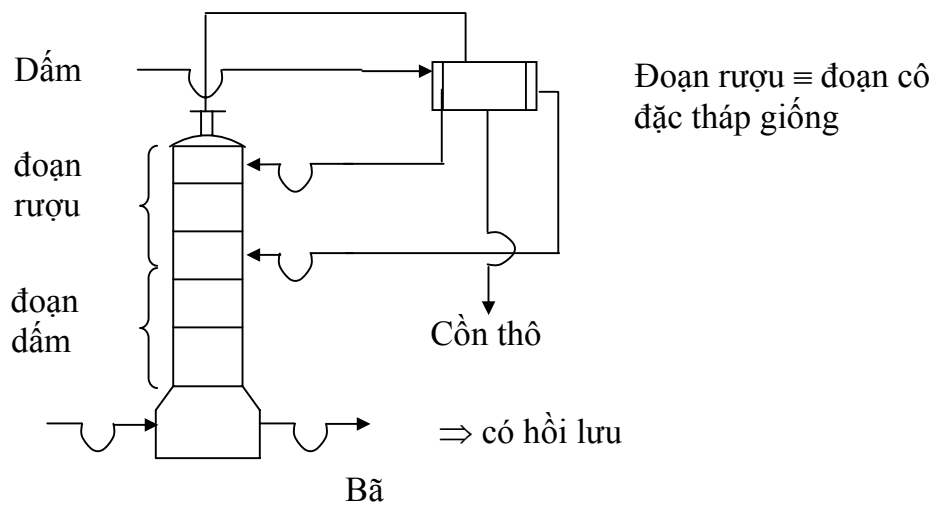 Dấm
Đoạn rượu ≡ đoạn cô
đặc tháp giống
đoạn
rượu
đoạn
dấm
Cồn thô
⇒ có hồi lưu
Bã